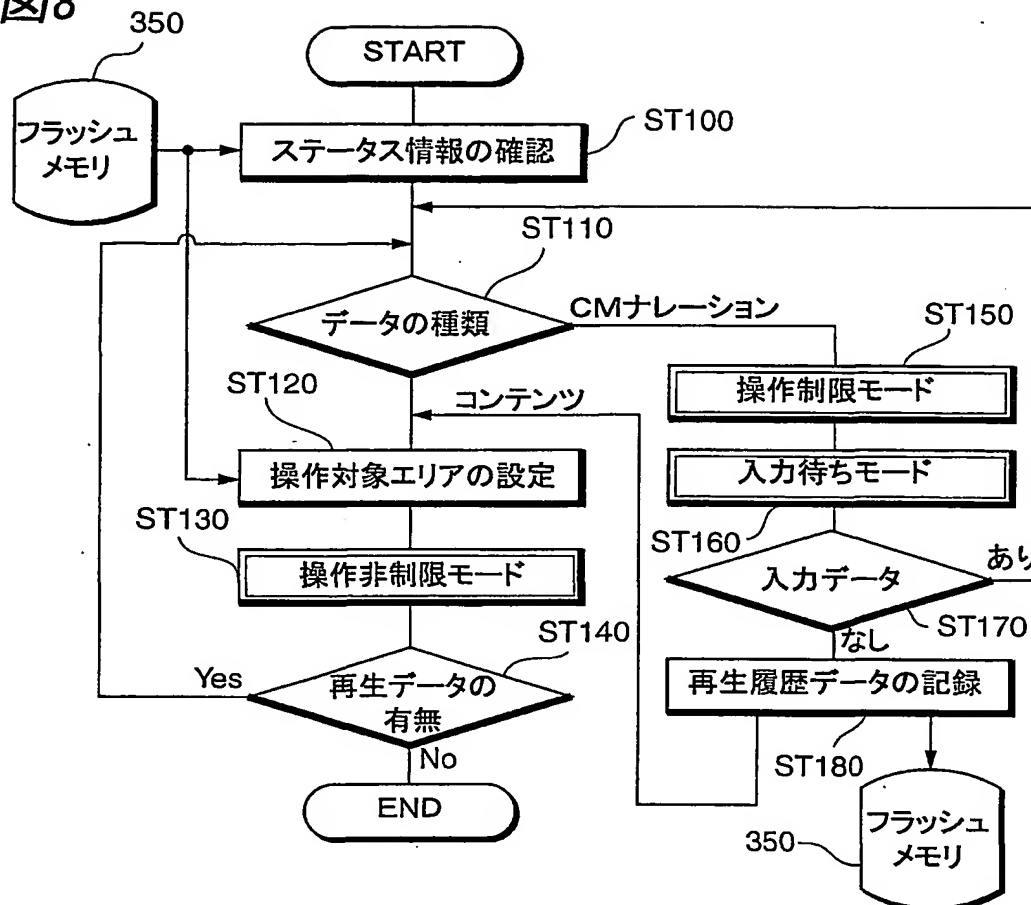 図8
350
START
フラッシュ
メモリ
ステータス情報の確認
ST100
ST110
データの種類
CMナレーション
ST150
操作制限モード
ST120
コンテンツ
操作対象エリアの設定
入力待ちモード
ST130
ST160
操作非制限モード
入力データ
あり
ST170
ST140
なし
Yes
再生データの
有無
再生履歴データの記録
No
ST180
END
350
フラッシュ
メモリ